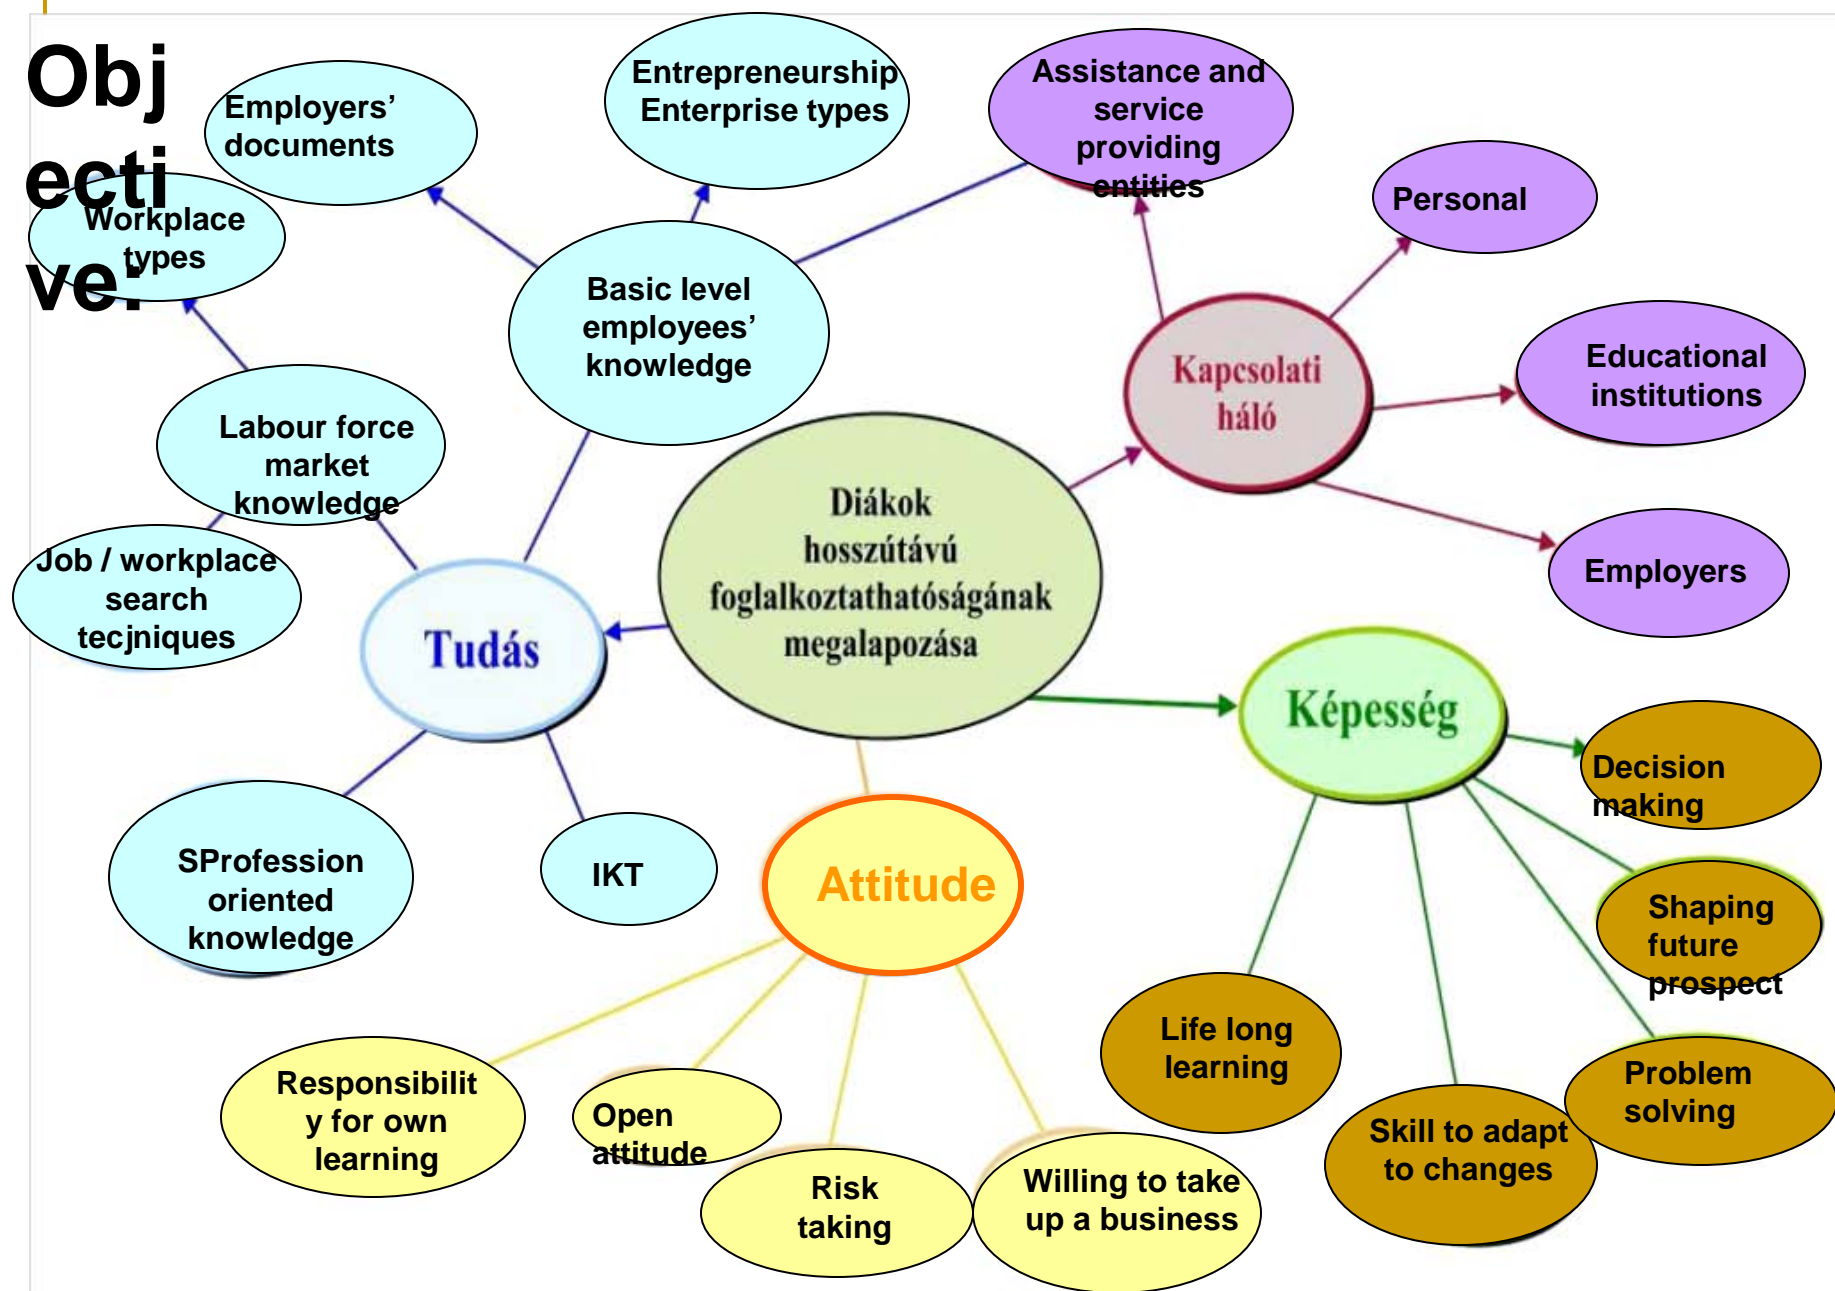 Obj
ecti
ve:
Employers’
documents
Entrepreneurship
Enterprise types
Assistance and
service
providing
entities
Personal
Workplace
types
Basic level
employees’
knowledge
Kapcsolati
háló
Educational
institutions
Labour force
market
knowledge
Diákok
hosszútávú
foglalkoztathatóságának
megalapozása
Employers
Job / workplace
search
tecjniques
Tudás
Képesség
Decision
making
SProfession
oriented
knowledge
IKT
Attitude
Shaping
future
prospect
Life long
learning
Problem
solving
Skill to adapt
to changes
Responsibilit
y for own
learning
Open
attitude
Risk
taking
Willing to take
up a business